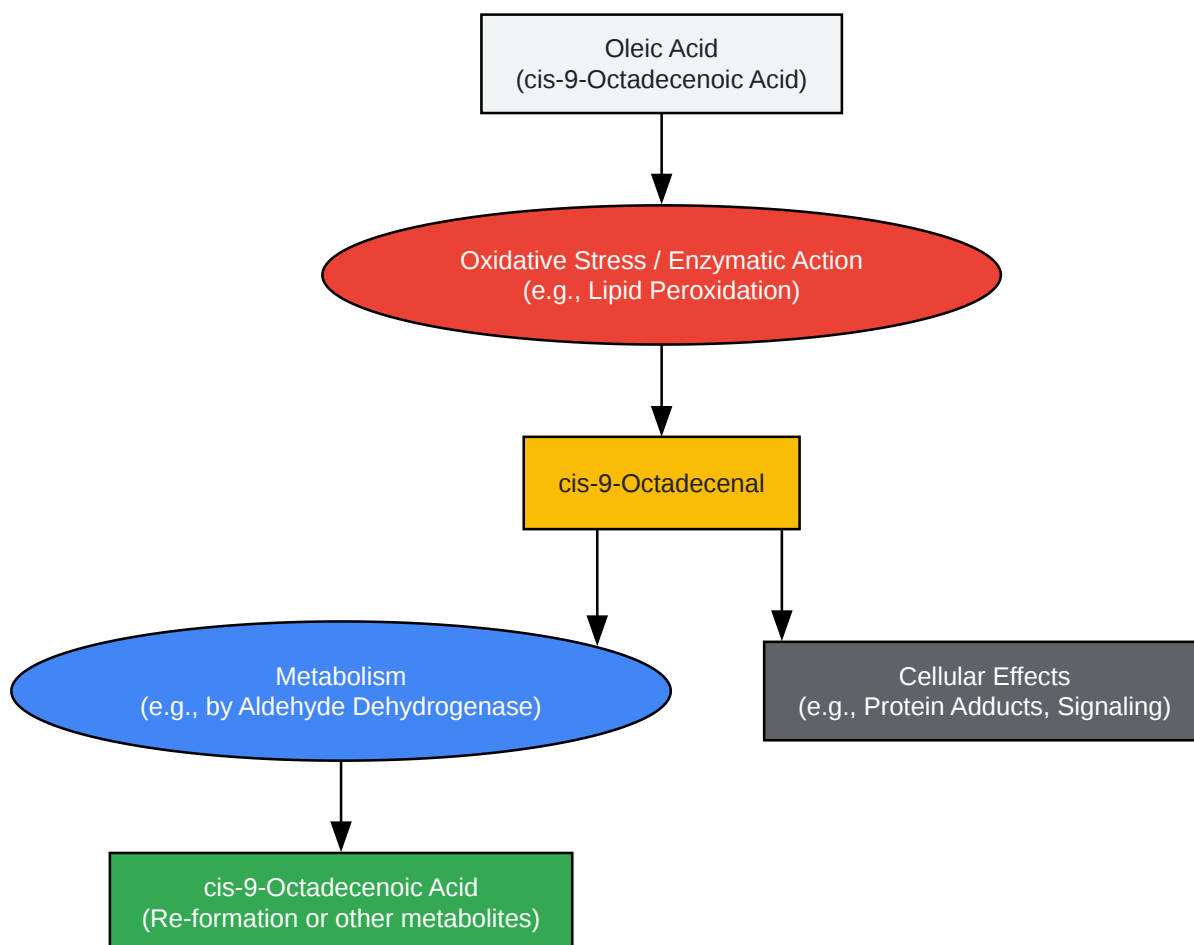 Oleic Acid
(cis-9-Octadecenoic Acid)
Oxidative Stress / Enzymatic Action
(e.g., Lipid Peroxidation)
cis-9-Octadecenal
Metabolism
(e.g., by Aldehyde Dehydrogenase)
Cellular Effects
(e.g., Protein Adducts, Signaling)
cis-9-Octadecenoic Acid
(Re-formation or other metabolites)